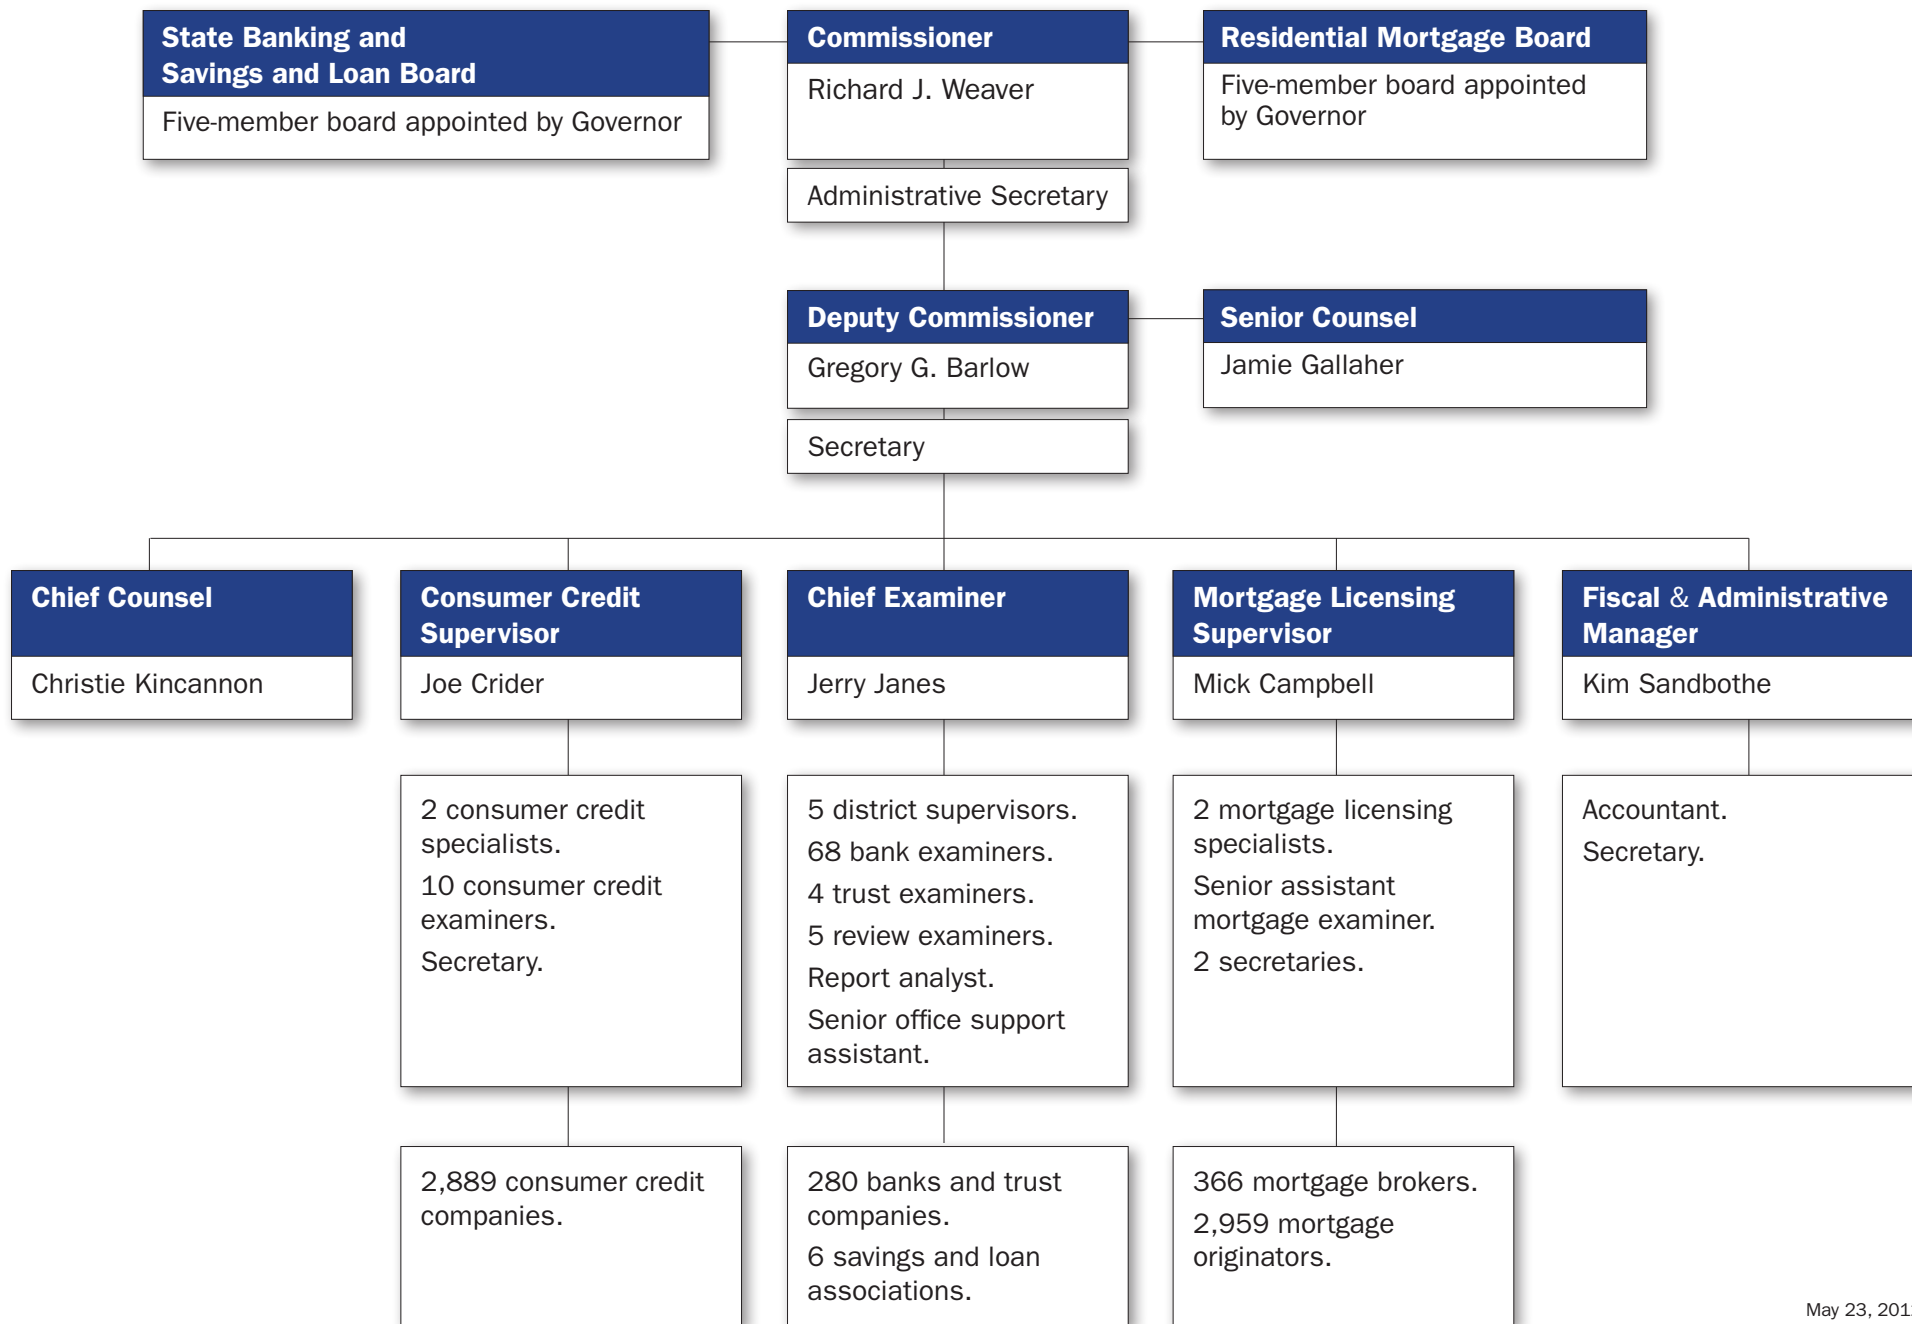 State Banking and
Savings and Loan Board
Five-member board appointed by Governor
Commissioner
Richard J. Weaver
Administrative Secretary
Residential Mortgage Board
Five-member board appointed
by Governor
Deputy Commissioner
Gregory G. Barlow
Secretary
Senior Counsel
Jamie Gallaher
Chief Counsel
Christie Kincannon
Consumer Credit
Supervisor
Joe Crider
2 consumer credit
specialists.
10 consumer credit
examiners.
Secretary.
2,889 consumer credit
companies.
Chief Examiner
Jerry Janes
5 district supervisors.
68 bank examiners.
4 trust examiners.
5 review examiners.
Report analyst.
Senior office support
assistant.
280 banks and trust
companies.
6 savings and loan
associations.
Mortgage Licensing
Supervisor
Mick Campbell
2 mortgage licensing
specialists.
Senior assistant
mortgage examiner.
2 secretaries.
366 mortgage brokers.
2,959 mortgage
originators.
Fiscal & Administrative
Manager
Kim Sandbothe
Accountant.
Secretary.
May 23,